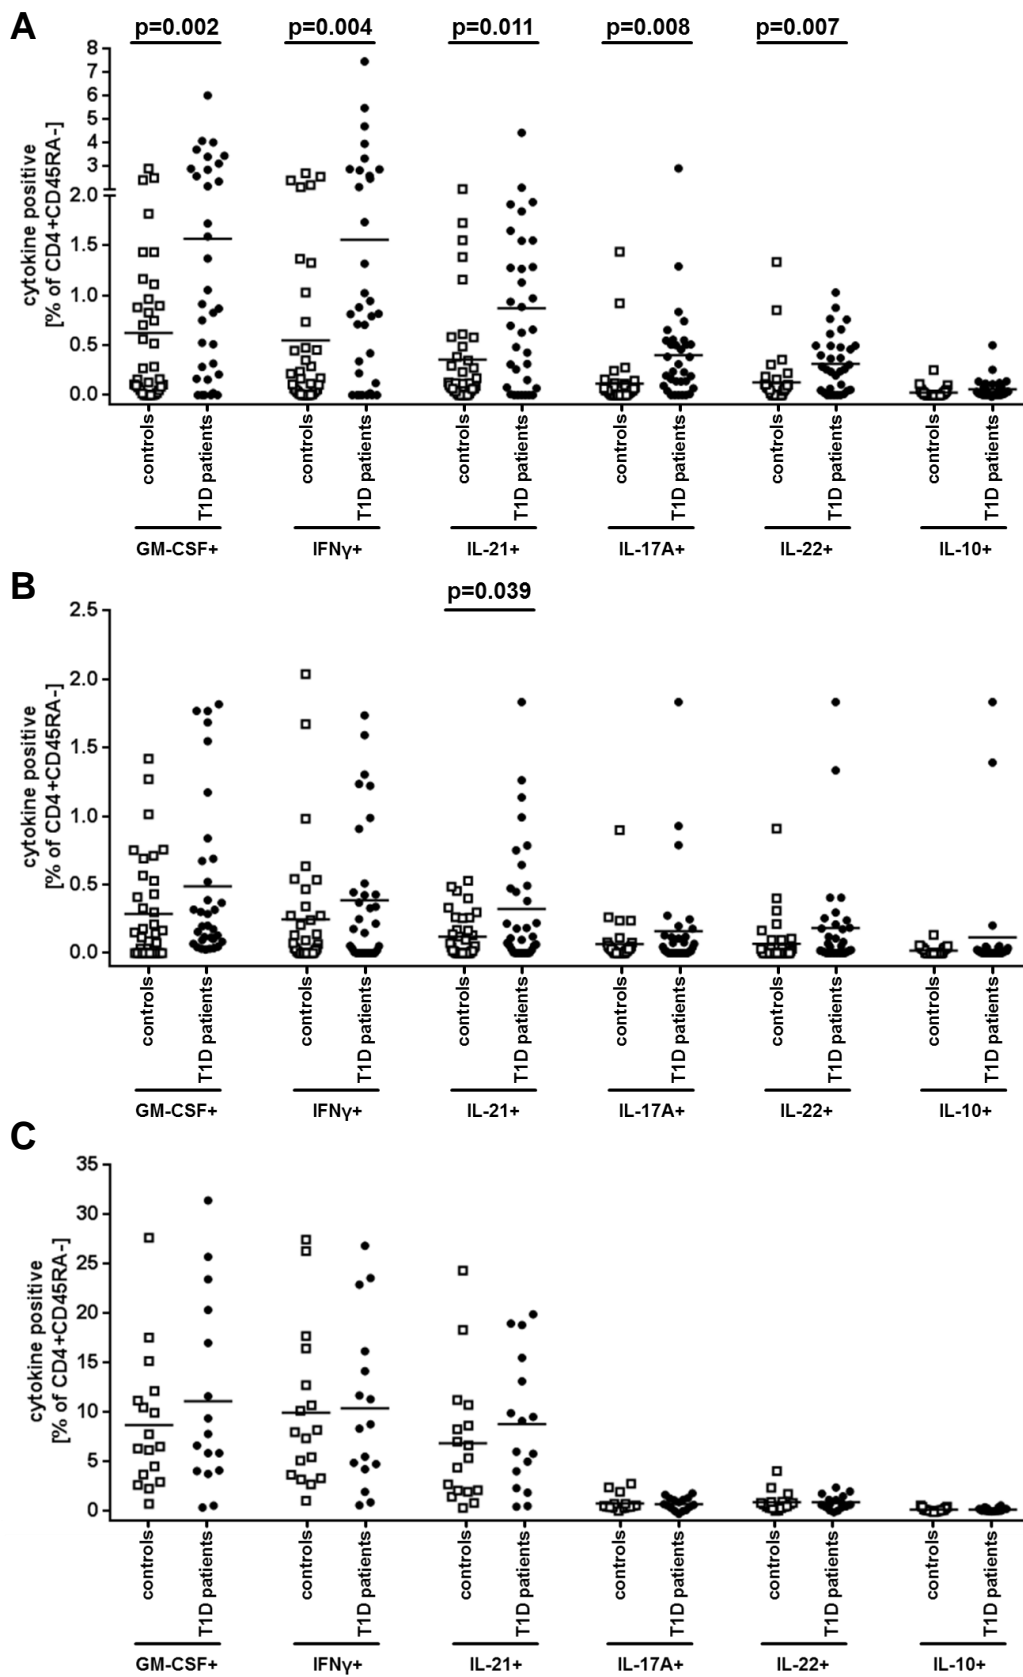 A
p=0.002 p=0.004 p=0.011 p=0.008 p=0.007
cytokine positive
[% of CD4+CD45RA-]
8
7
6
5
4
3
2.0
1.5
1.0
0.5
0.0
controls T1D patients controls T1D patients controls T1D patients controls T1D patients controls T1D patients controls T1D patients
GM-CSF+ IFNγ+ IL-21+ IL-17A+ IL-22+ IL-10+
B
p=0.039
cytokine positive
[% of CD4+CD45RA-]
2.5
2.0
1.5
1.0
0.5
0.0
controls T1D patients controls T1D patients controls T1D patients controls T1D patients controls T1D patients controls T1D patients
GM-CSF+ IFNγ+ IL-21+ IL-17A+ IL-22+ IL-10+
C
cytokine positive
[% of CD4+CD45RA-]
35
30
25
20
15
10
5
0
controls T1D patients controls T1D patients controls T1D patients controls T1D patients controls T1D patients controls T1D patients
GM-CSF+ IFNγ+ IL-21+ IL-17A+ IL-22+ IL-10+